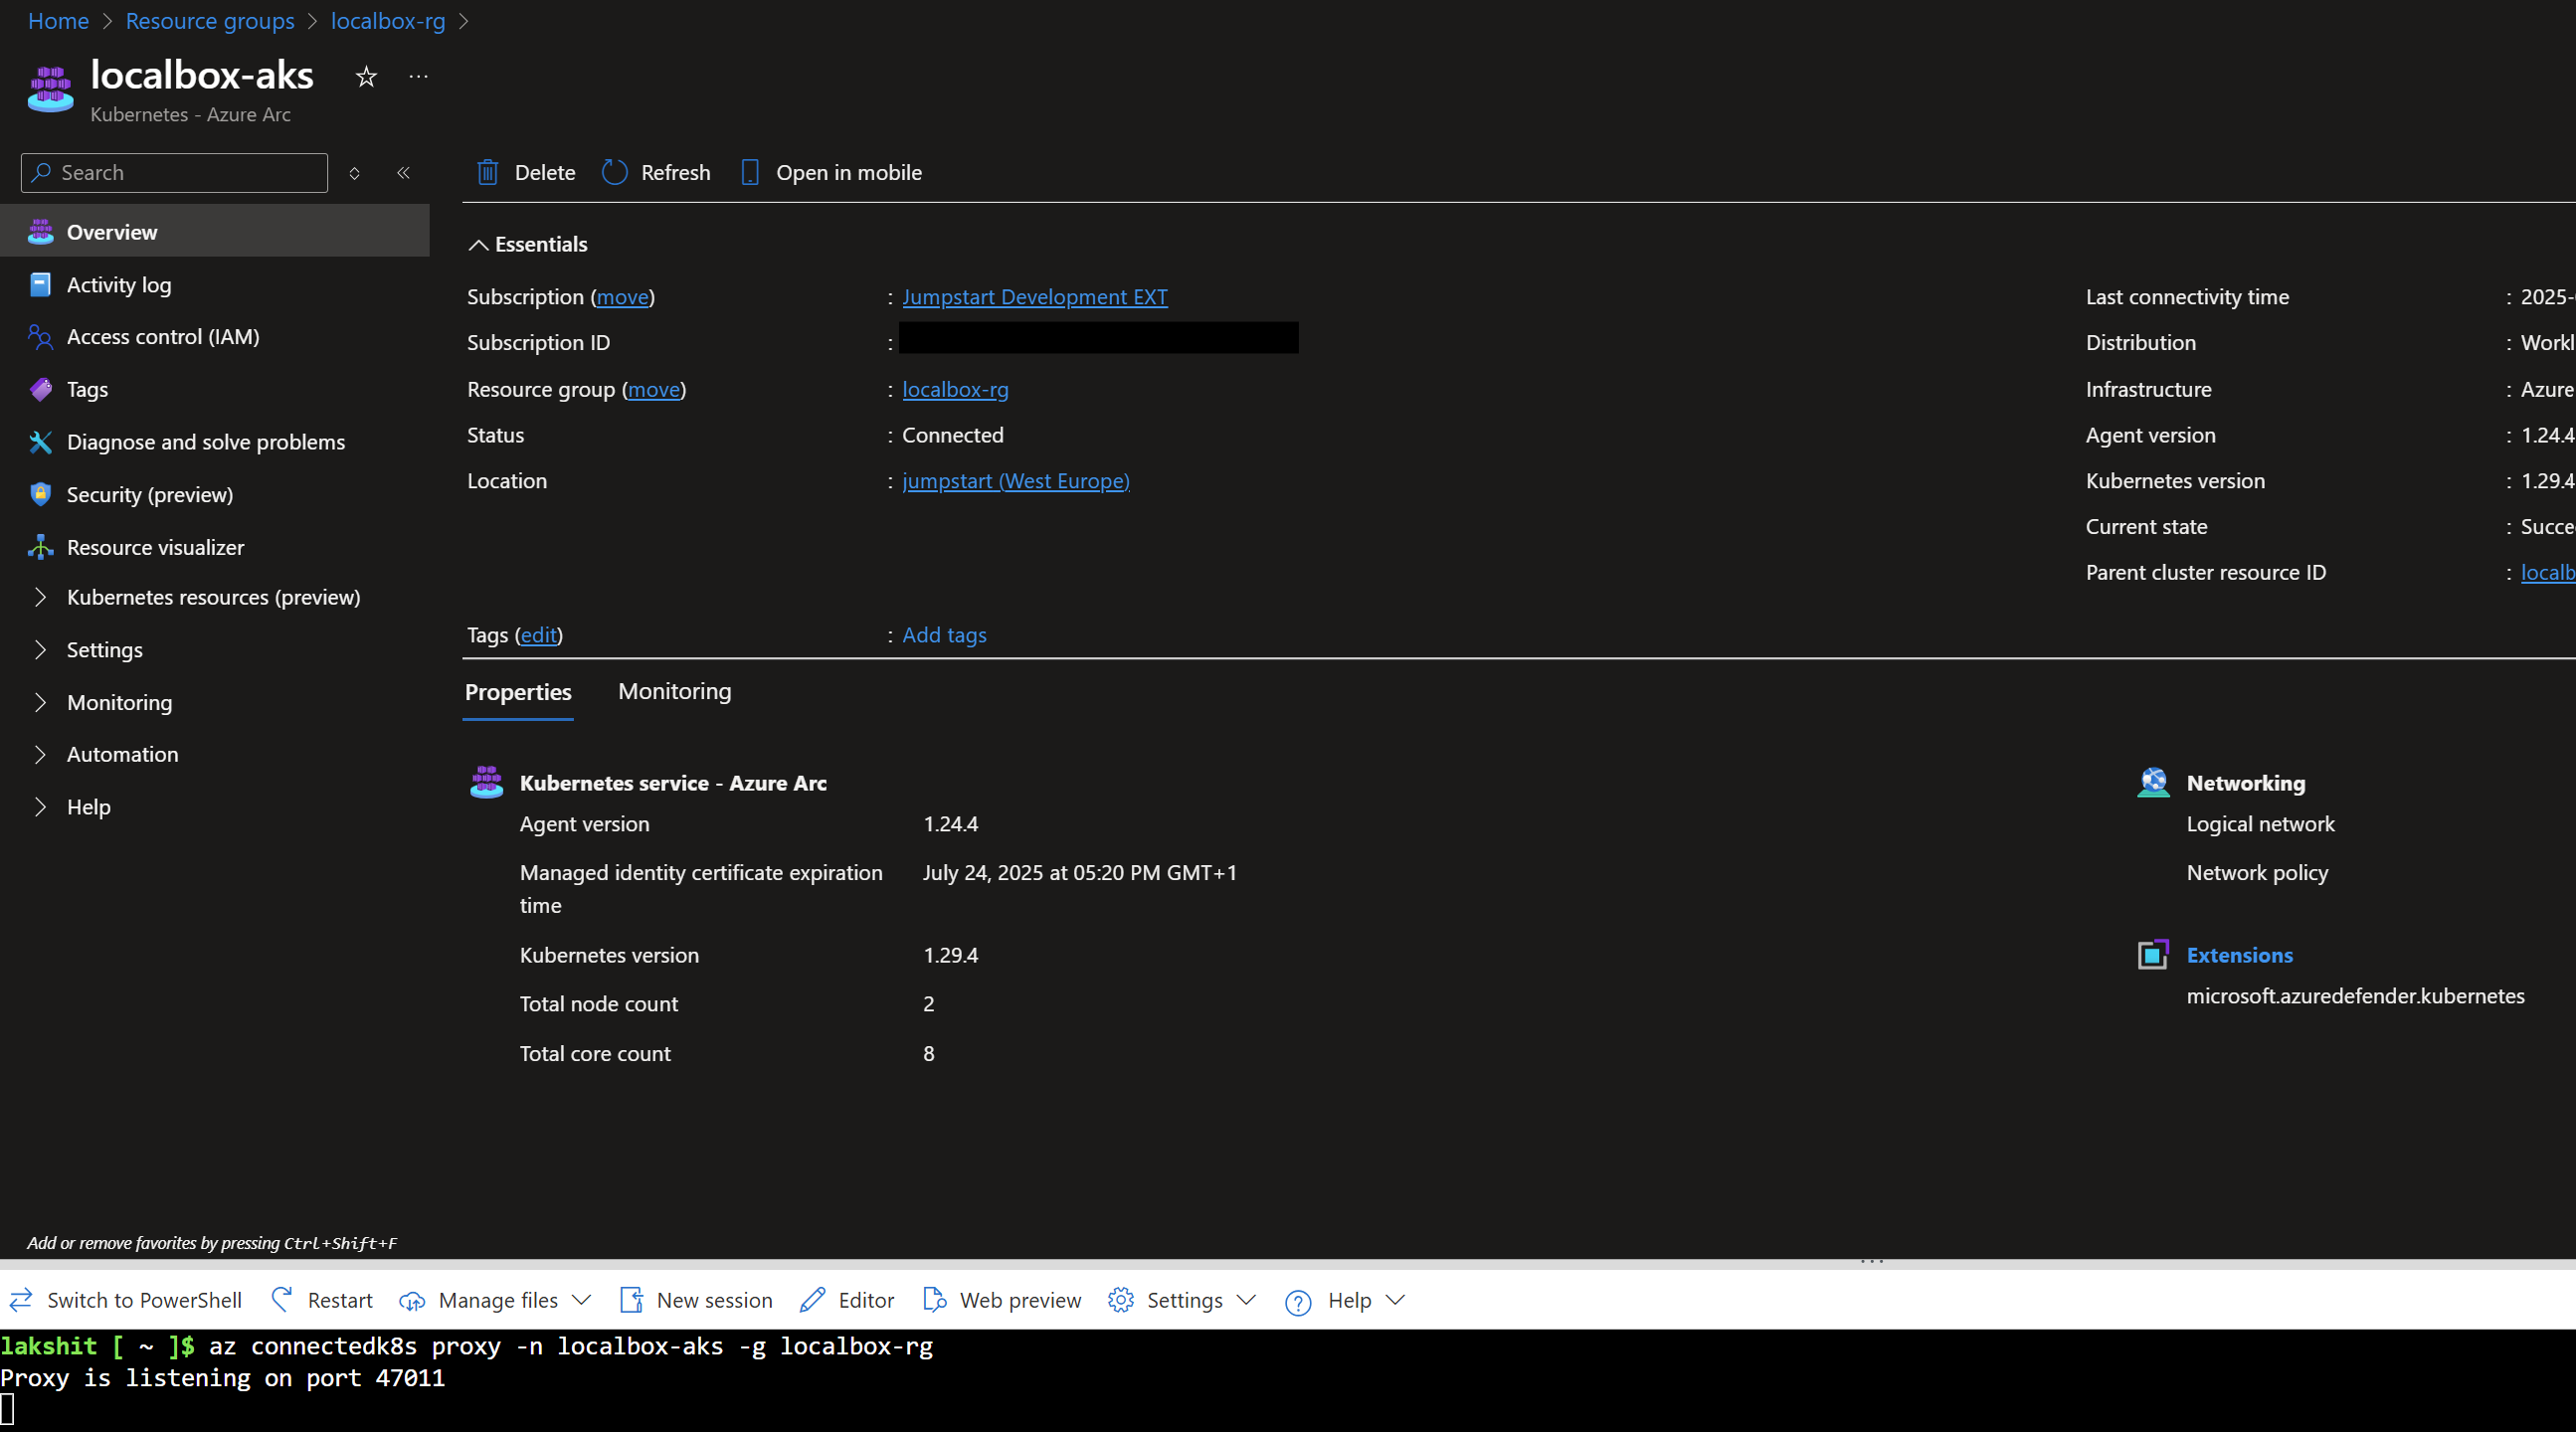 Home > Resource groups > localbox-rg >
localbox-aks
Kubernetes - Azure Arc
Search
Delete Refresh Open in mobile
Overview
Activity log
Access control (IAM)
Tags
Diagnose and solve problems
Security (preview)
Resource visualizer
Kubernetes resources (preview)
Settings
Monitoring
Automation
Help
Add or remove favorites by pressing Ctrl+Shift+F
Essentials
Subscription (move) : Jumpstart Development EXT
Subscription ID :
Resource group (move) : localbox-rg
Status : Connected
Location : jumpstart (West Europe)
Last connectivity time : 2025-
Distribution : Workl
Infrastructure : Azure
Agent version : 1.24.4
Kubernetes version : 1.29.4
Current state : Succe
Parent cluster resource ID : localb
Tags (edit) : Add tags
Properties Monitoring
Kubernetes service - Azure Arc
Agent version 1.24.4
Managed identity certificate expiration time July 24, 2025 at 05:20 PM GMT+1
Kubernetes version 1.29.4
Total node count 2
Total core count 8
Networking
Logical network
Network policy
Extensions
microsoft.azuredefender.kubernetes
Switch to PowerShell Restart Manage files New session Editor Web preview Settings Help
lakshit [ ~ ]$ az connectedk8s proxy -n localbox-aks -g localbox-rg
Proxy is listening on port 47011